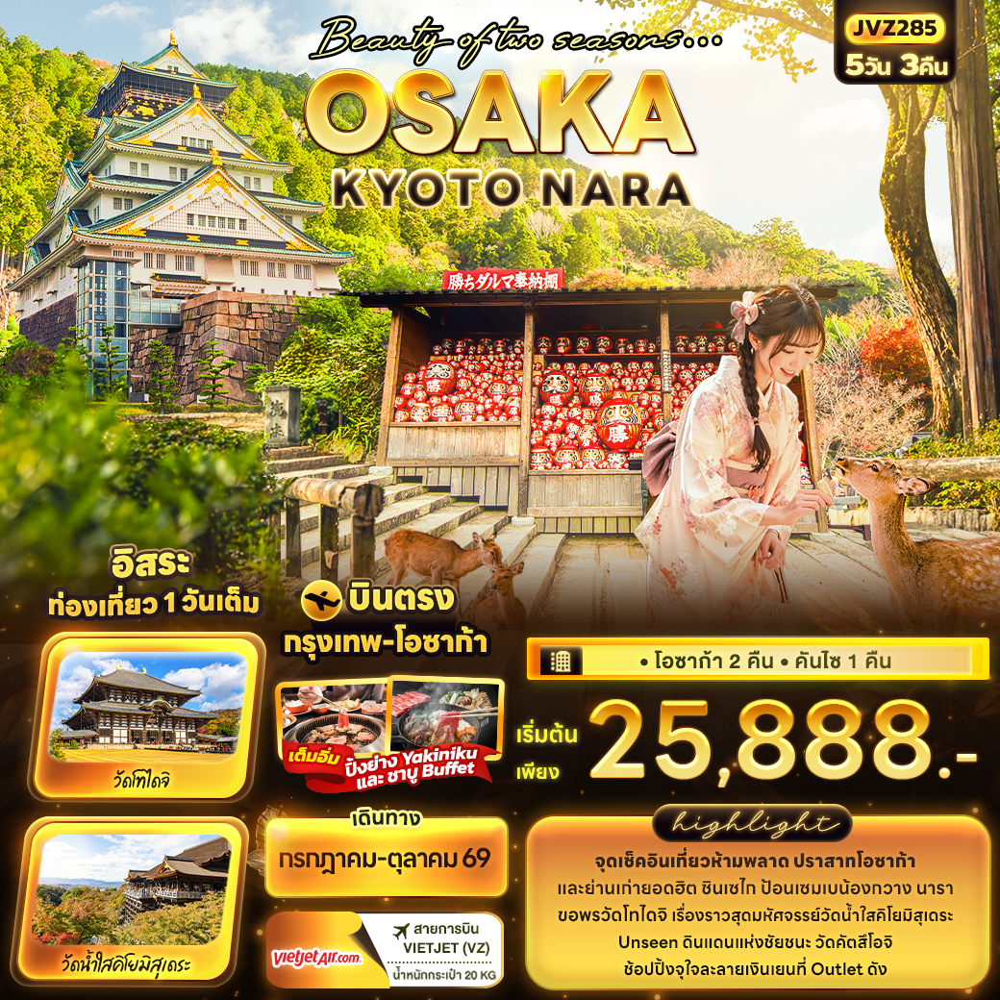 Beauty of two seasons...
OSAKA
KYOTO NARA
JVZ285
5วัน 3คืน
勝ちダルマ奉納棚
勝
อิสระ
ท่องเที่ยว 1 วันเต็ม
วัดโทไดจิ
วัดน้ำใสคิโยมิสุเดระ
บินตรง
กรุงเทพ-โอซาก้า
เต็มอิ่ม ปิ้งย่าง Yakiniku
และ ชาบู Buffet
เดินทาง
กรกฎาคม-ตุลาคม 69
vietjetAir.com
สายการบิน
VIETJET (VZ)
น้ำหนักกระเป๋า 20 KG
• โอซาก้า 2 คืน • คันไซ 1 คืน
เริ่มต้น
เพียง
25,888.-
highlight
จุดเช็คอินเที่ยวห้ามพลาด ปราสาทโอซาก้า
และย่านเก่ายอดฮิต ชินเซไก ป้อนเซมเบน้องกวาง นารา
ขอพรวัดโทไดจิ เรื่องราวสุดมหัศจรรย์วัดน้ำใสคิโยมิสุเดระ
Unseen ดินแดนแห่งชัยชนะ วัดคัตสึโอจิ
ช้อปปิ้งจุใจละลายเงินเยนที่ Outlet ดัง